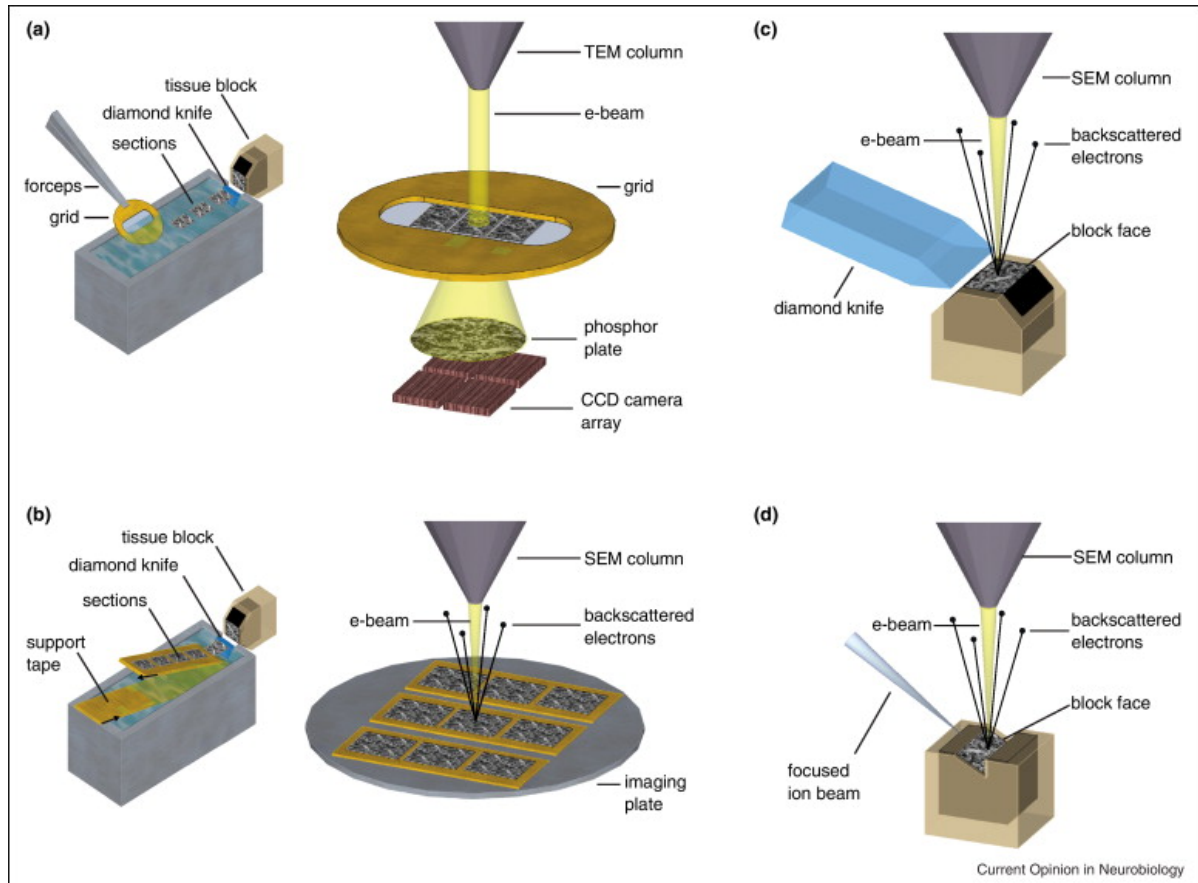 (a)
tissue block
diamond knife
sections
forceps
grid
TEM column
e-beam
grid
phosphor
plate
CCD camera
array
(c)
SEM column
e-beam
backscattered
electrons
block face
diamond knife
(b)
tissue block
diamond knife
sections
support
tape
SEM column
e-beam
backscattered
electrons
imaging
plate
(d)
SEM column
e-beam
backscattered
electrons
block face
focused
ion beam
Current Opinion in Neurobiology